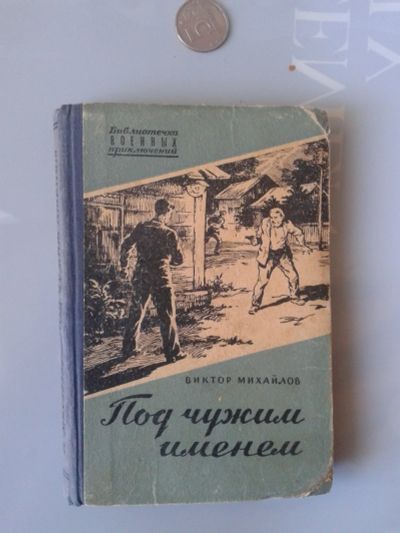 Библиотечка
ВОЕННЫХ
приключений
ВИКТОР МИХАЙЛОВ
Под чужим
именем